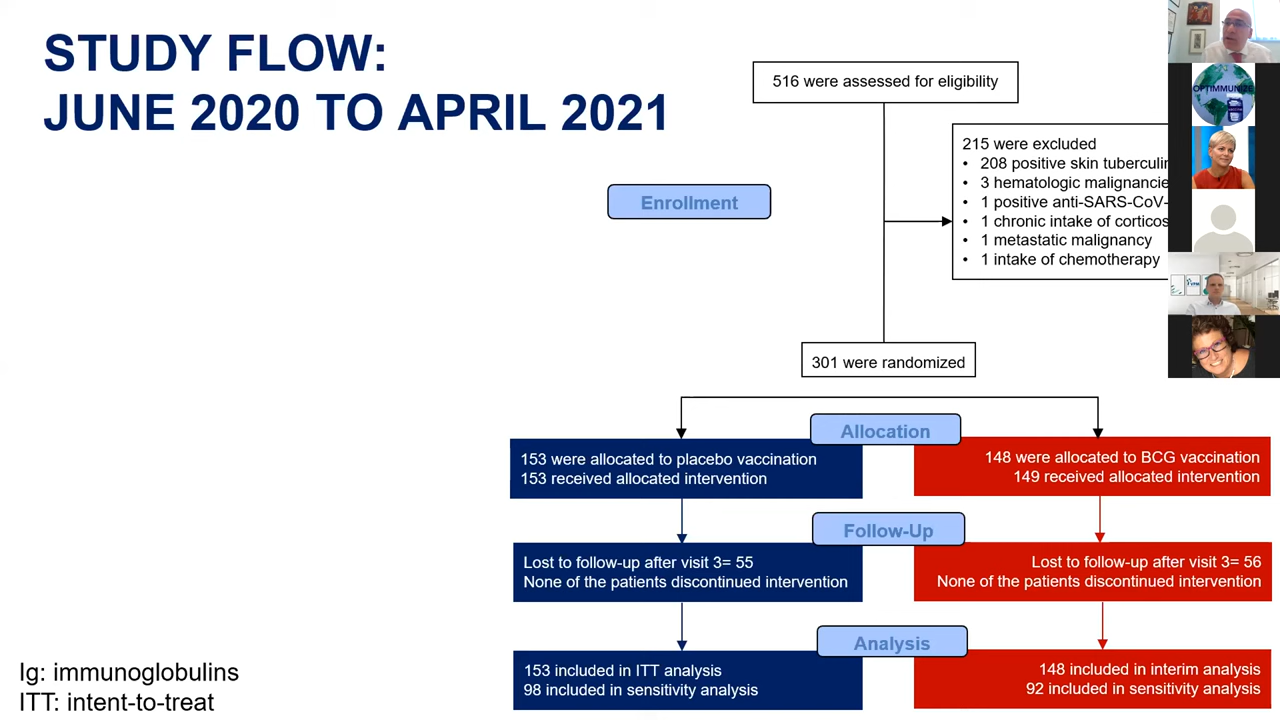 STUDY FLOW:
JUNE 2020 TO APRIL 2021
516 were assessed for eligibility
215 were excluded
• 208 positive skin tuberculin
• 3 hematologic malignancie
• 1 positive anti-SARS-CoV-
• 1 chronic intake of corticos
• 1 metastatic malignancy
• 1 intake of chemotherapy
Enrollment
301 were randomized
Allocation
153 were allocated to placebo vaccination
153 received allocated intervention
148 were allocated to BCG vaccination
149 received allocated intervention
Follow-Up
Lost to follow-up after visit 3= 55
None of the patients discontinued intervention
Lost to follow-up after visit 3= 56
None of the patients discontinued intervention
Analysis
153 included in ITT analysis
98 included in sensitivity analysis
148 included in interim analysis
92 included in sensitivity analysis
Ig: immunoglobulins
ITT: intent-to-treat
OPTIMMUNIZE